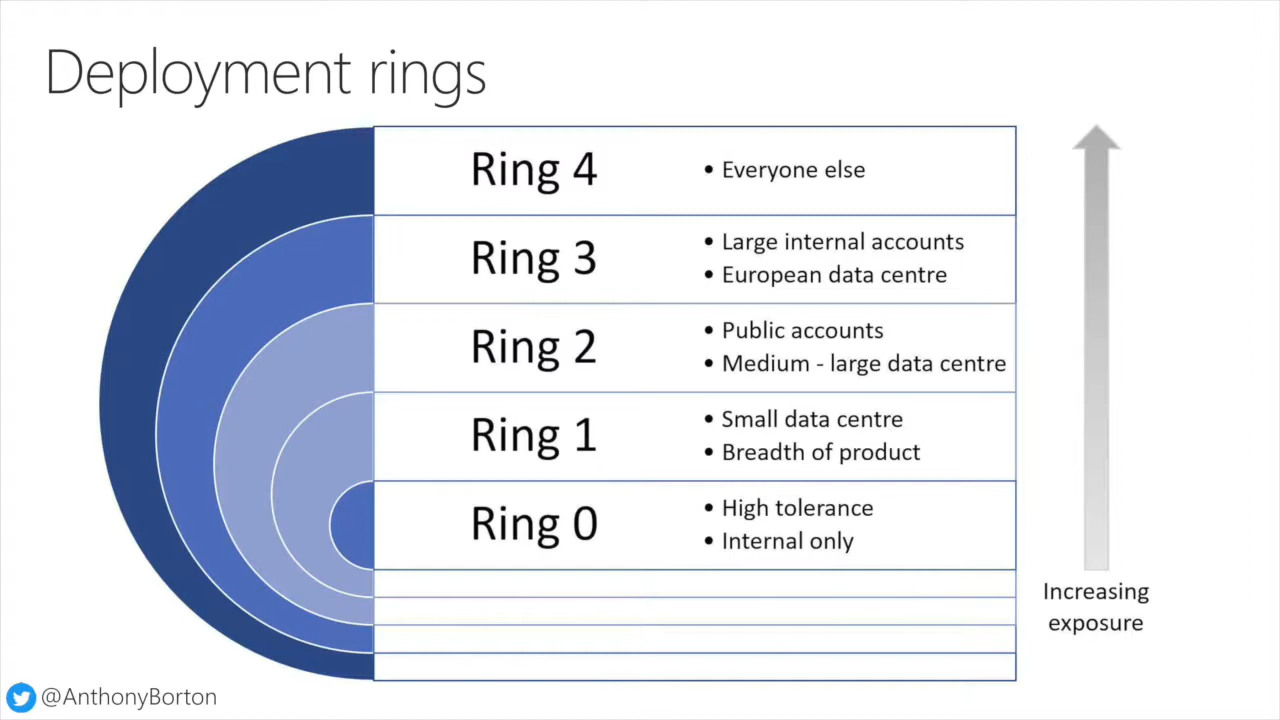 Deployment rings
Ring 4
• Everyone else
Ring 3
• Large internal accounts
• European data centre
Ring 2
• Public accounts
• Medium - large data centre
Ring 1
• Small data centre
• Breadth of product
Ring 0
• High tolerance
• Internal only
Increasing
exposure
@AnthonyBorton